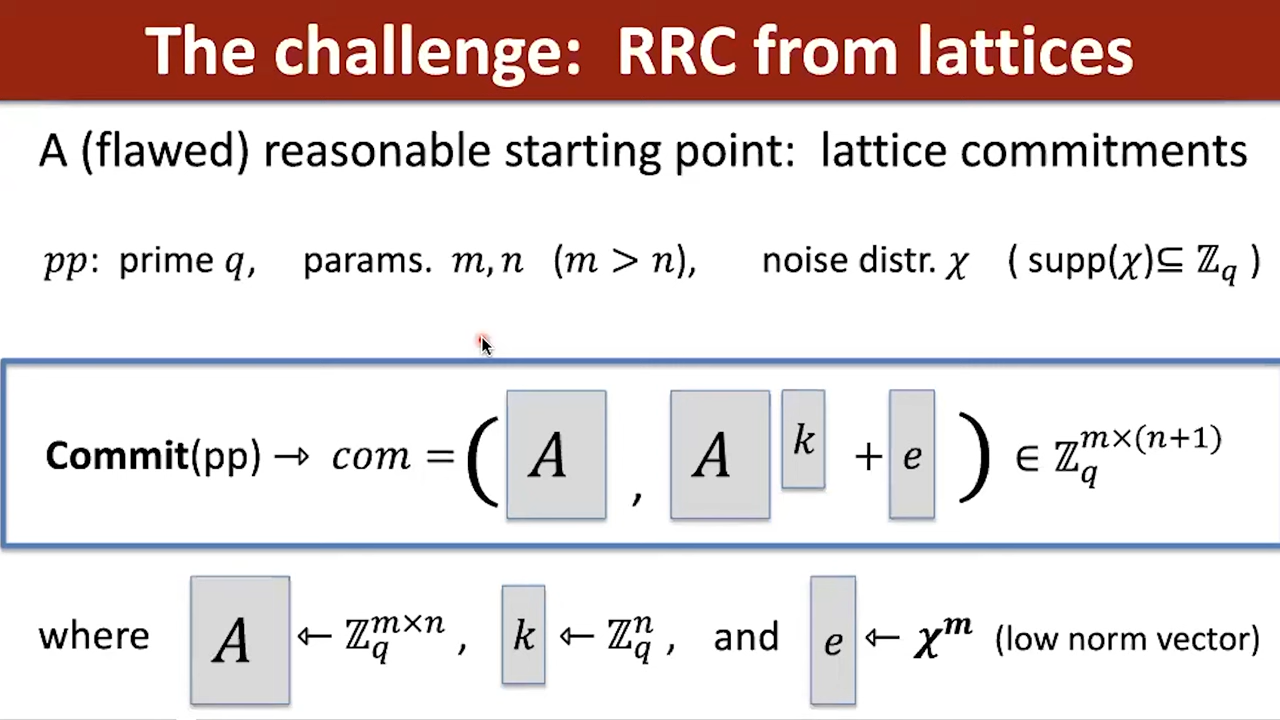 The challenge: RRC from lattices
A (flawed) reasonable starting point: lattice commitments
𝑝𝑝: prime 𝑞, params. 𝑚, 𝑛 (𝑚 > 𝑛), noise distr. 𝜒 ( supp(𝜒)⊆ ℤ_𝑞 )
Commit(pp) → 𝑐𝑜𝑚 = ( 𝐴 , 𝐴 𝑘 + 𝑒 ) ∈ ℤ_𝑞^{𝑚×(𝑛+1)}
where 𝐴 ← ℤ_𝑞^{𝑚×𝑛} , 𝑘 ← ℤ_𝑞^𝑛 , and 𝑒 ← 𝝌^𝒎 (low norm vector)